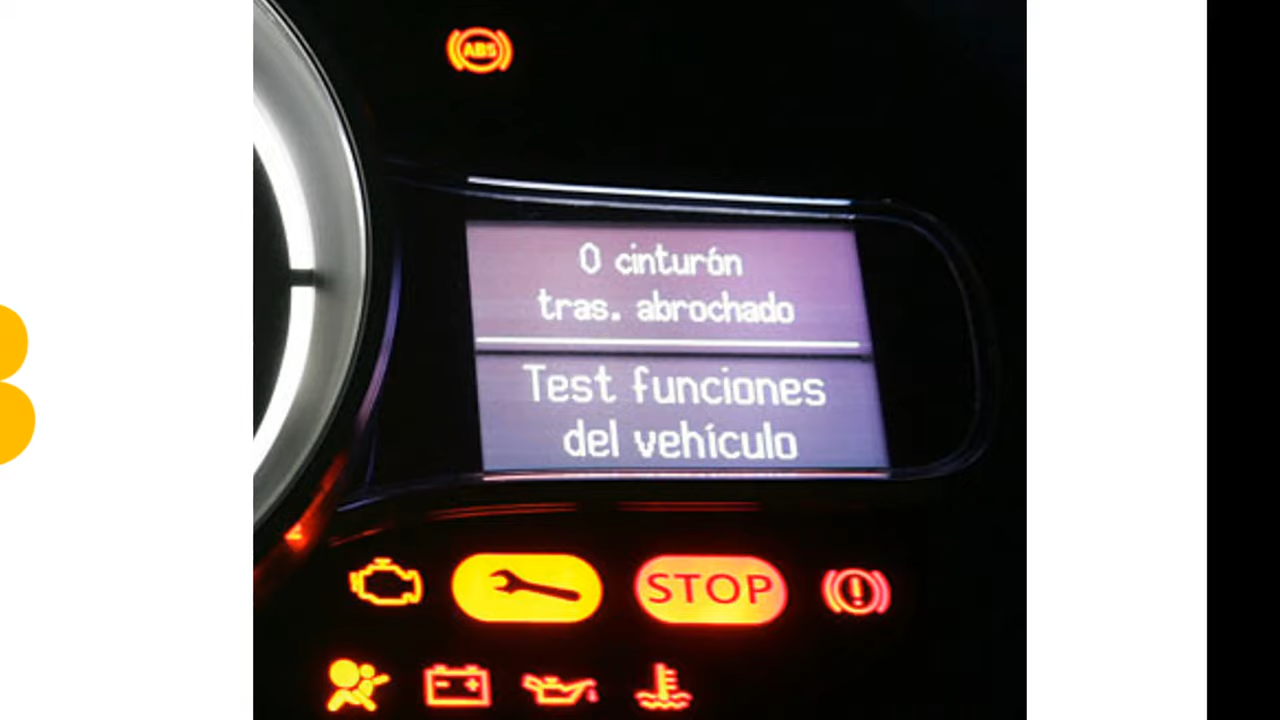 ABS
0 cinturón
tras. abrochado
Test funciones
del vehículo
STOP